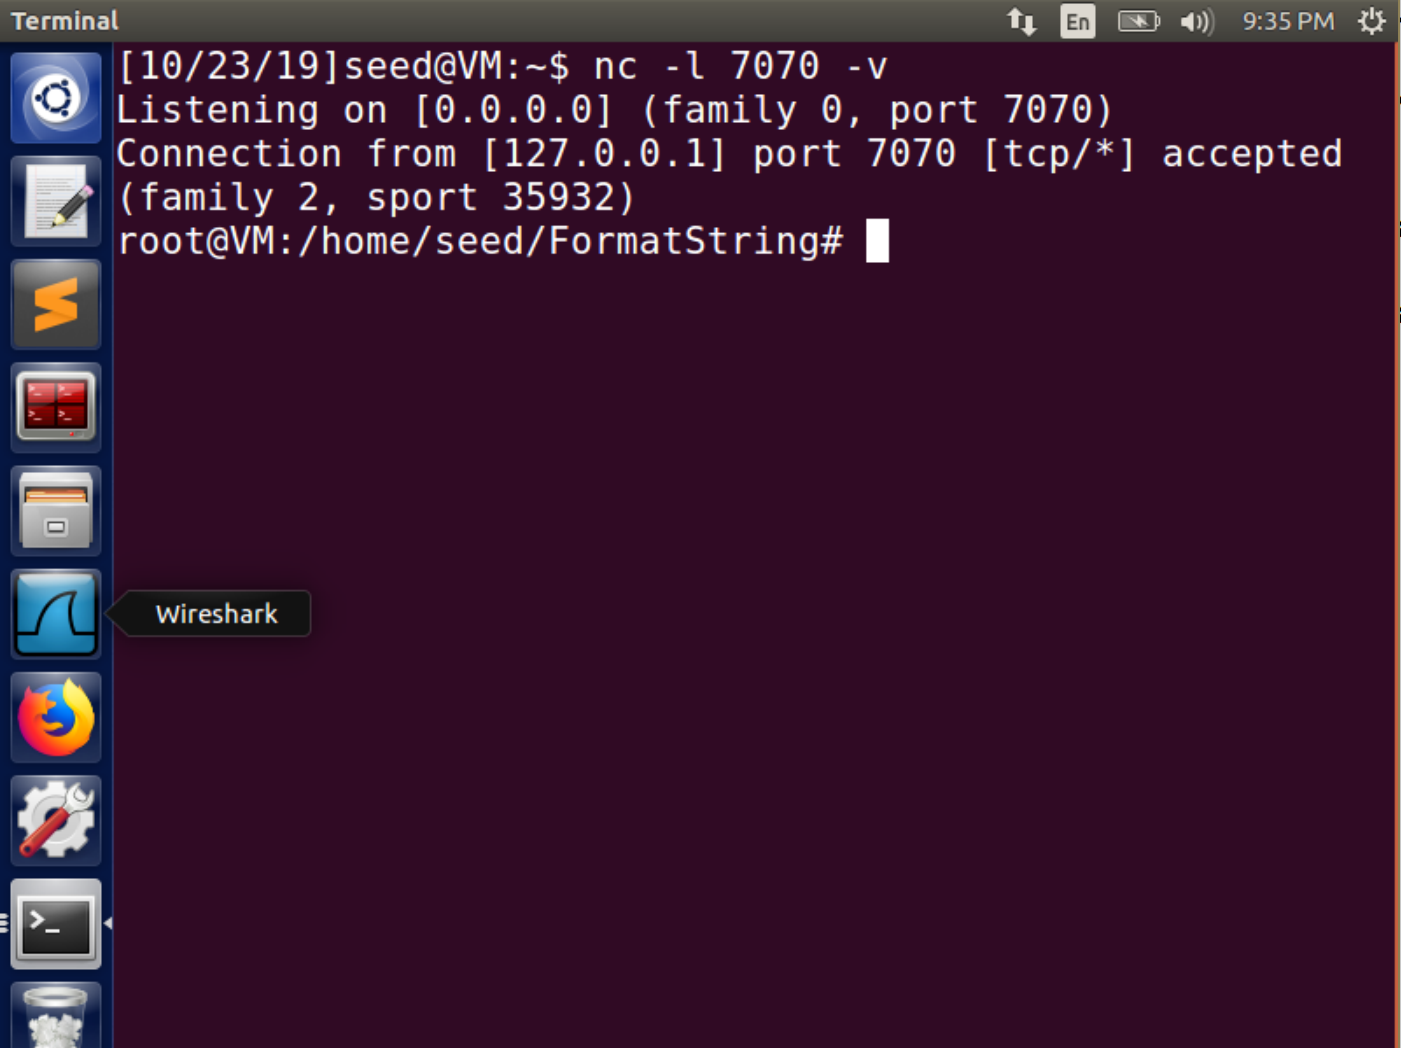 Terminal
En
9:35 PM
[10/23/19]seed@VM:~$ nc -l 7070 -v
Listening on [0.0.0.0] (family 0, port 7070)
Connection from [127.0.0.1] port 7070 [tcp/*] accepted
(family 2, sport 35932)
root@VM:/home/seed/FormatString#
Wireshark